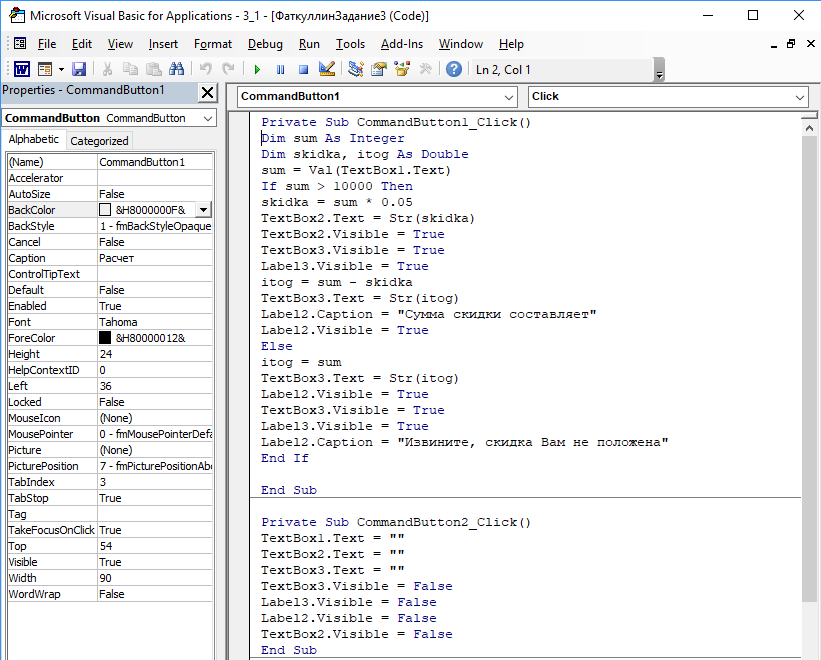 Microsoft Visual Basic for Applications - 3_1 - [ФаткуллинЗадание3 (Code)]
File Edit View Insert Format Debug Run Tools Add-Ins Window Help
Ln 2, Col 1
Properties - CommandButton1
CommandButton CommandButton
Alphabetic Categorized
(Name) CommandButton1
Accelerator
AutoSize False
BackColor &H8000000F&
BackStyle 1 - fmBackStyleOpaque
Cancel False
Caption Расчет
ControlTipText
Default False
Enabled True
Font Tahoma
ForeColor &H80000012&
Height 24
HelpContextID 0
Left 36
Locked False
MouseIcon (None)
MousePointer 0 - fmMousePointerDefa
Picture (None)
PicturePosition 7 - fmPicturePositionAbo
TabIndex 3
TabStop True
Tag
TakeFocusOnClick True
Top 54
Visible True
Width 90
WordWrap False
CommandButton1 Click
Private Sub CommandButton1_Click()
Dim sum As Integer
Dim skidka, itog As Double
sum = Val(TextBox1.Text)
If sum > 10000 Then
skidka = sum * 0.05
TextBox2.Text = Str(skidka)
TextBox2.Visible = True
TextBox3.Visible = True
Label3.Visible = True
itog = sum - skidka
TextBox3.Text = Str(itog)
Label2.Caption = "Сумма скидки составляет"
Label2.Visible = True
Else
itog = sum
TextBox3.Text = Str(itog)
Label2.Visible = True
TextBox3.Visible = True
Label3.Visible = True
Label2.Caption = "Извините, скидка Вам не положена"
End If
End Sub
Private Sub CommandButton2_Click()
TextBox1.Text = ""
TextBox2.Text = ""
TextBox3.Text = ""
TextBox3.Visible = False
Label3.Visible = False
Label2.Visible = False
TextBox2.Visible = False
End Sub